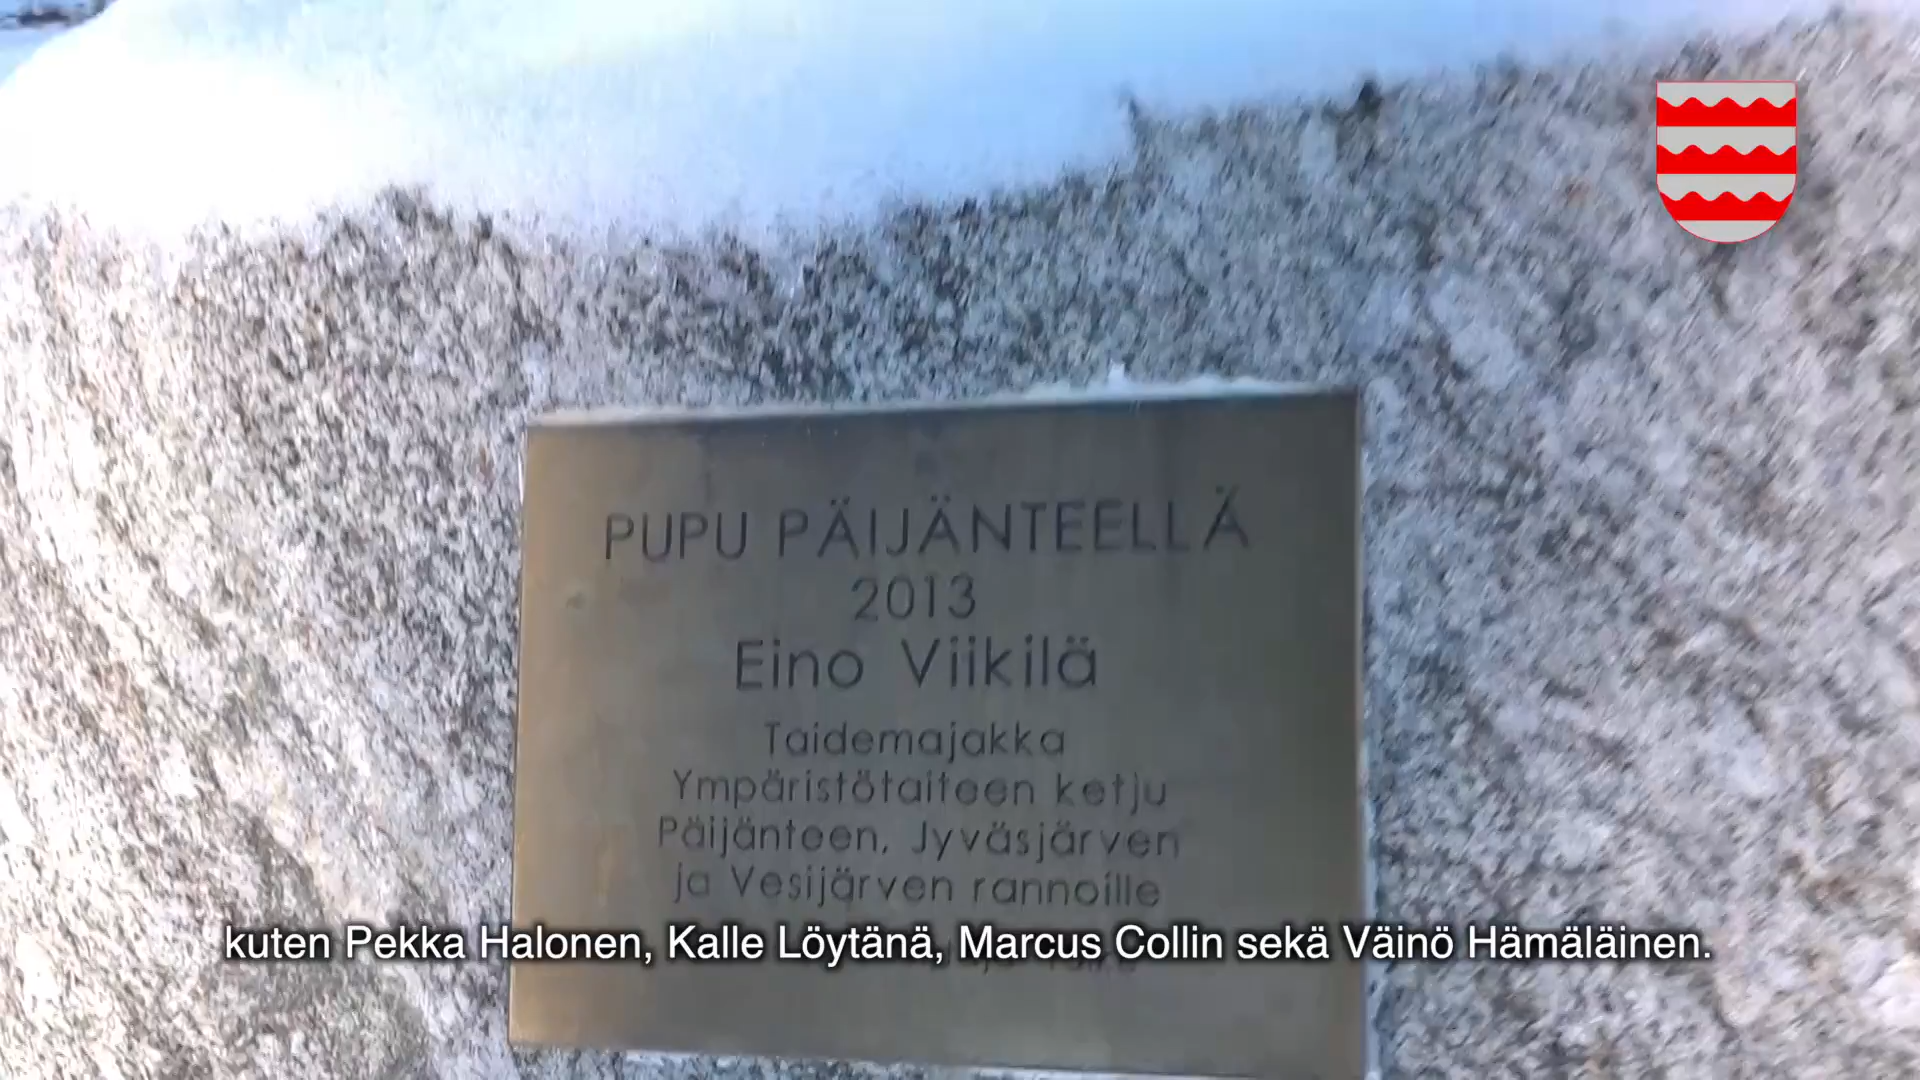 PUPU PÄIJÄNTEELLÄ
2013
Eino Viikilä
Taidemajakka
Ympäristötaiteen ketju
Päijänteen, Jyväsjärven
ja Vesijärven rannoille
kuten Pekka Halonen, Kalle Löytänä, Marcus Collin sekä Väinö Hämäläinen.